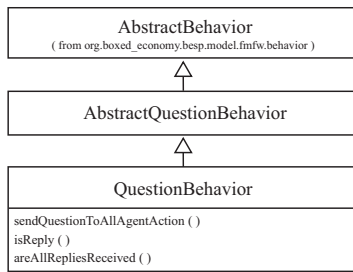 AbstractBehavior
( from org.boxed_economy.besp.model.fmfw.behavior )
AbstractQuestionBehavior
QuestionBehavior
sendQuestionToAllAgentAction ( )
isReply ( )
areAllRepliesReceived ( )